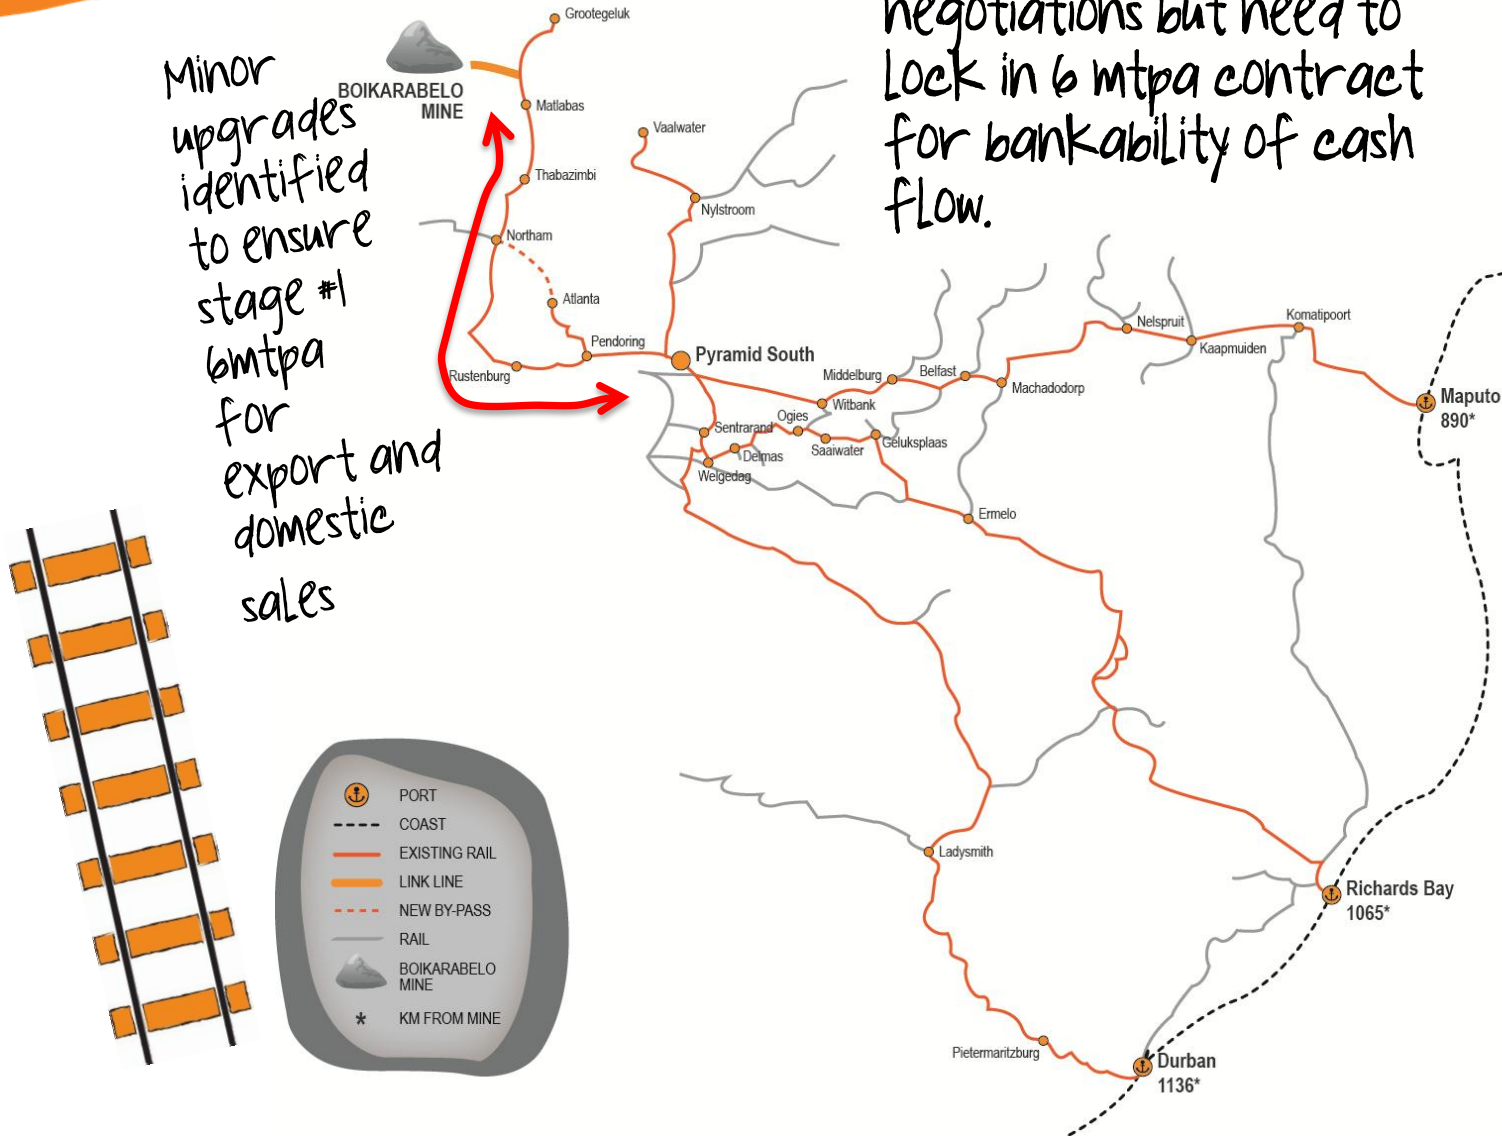 negotiations but need to
Lock in 6 mtpa contract
for bankability of cash
flow.
Minor
upgrades
identified
to ensure
stage #1
6mtpa
for
export and
domestic
sales
BOIKARABELO
MINE
Grootegeluk
Matlabas
Thabazimbi
Northam
Atlanta
Pendoring
Rustenburg
Vaalwater
Nylstroom
Pyramid South
Middelburg
Belfast
Machadodorp
Nelspruit
Kaapmuiden
Komatipoort
Maputo
890*
Witbank
Ogies
Sentrarand
Delmas
Saaiwater
Geluksplaas
Welgedag
Ermelo
Ladysmith
Richards Bay
1065*
Pietermaritzburg
Durban
1136*
PORT
COAST
EXISTING RAIL
LINK LINE
NEW BY-PASS
RAIL
BOIKARABELO
MINE
* KM FROM MINE